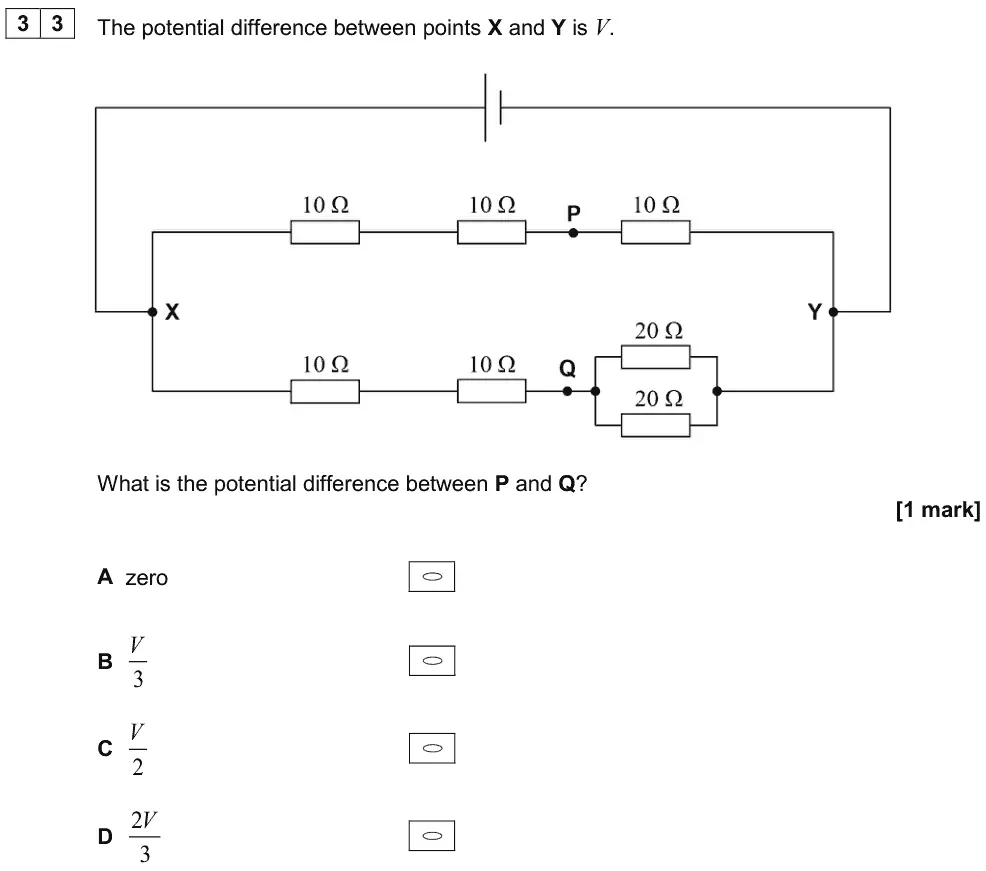 3 3 The potential difference between points X and Y is V.
10 Ω 10 Ω P 10 Ω
X Y
20 Ω
10 Ω 10 Ω Q
20 Ω
What is the potential difference between P and Q?
[1 mark]
A zero
B V/3
C V/2
D 2V/3